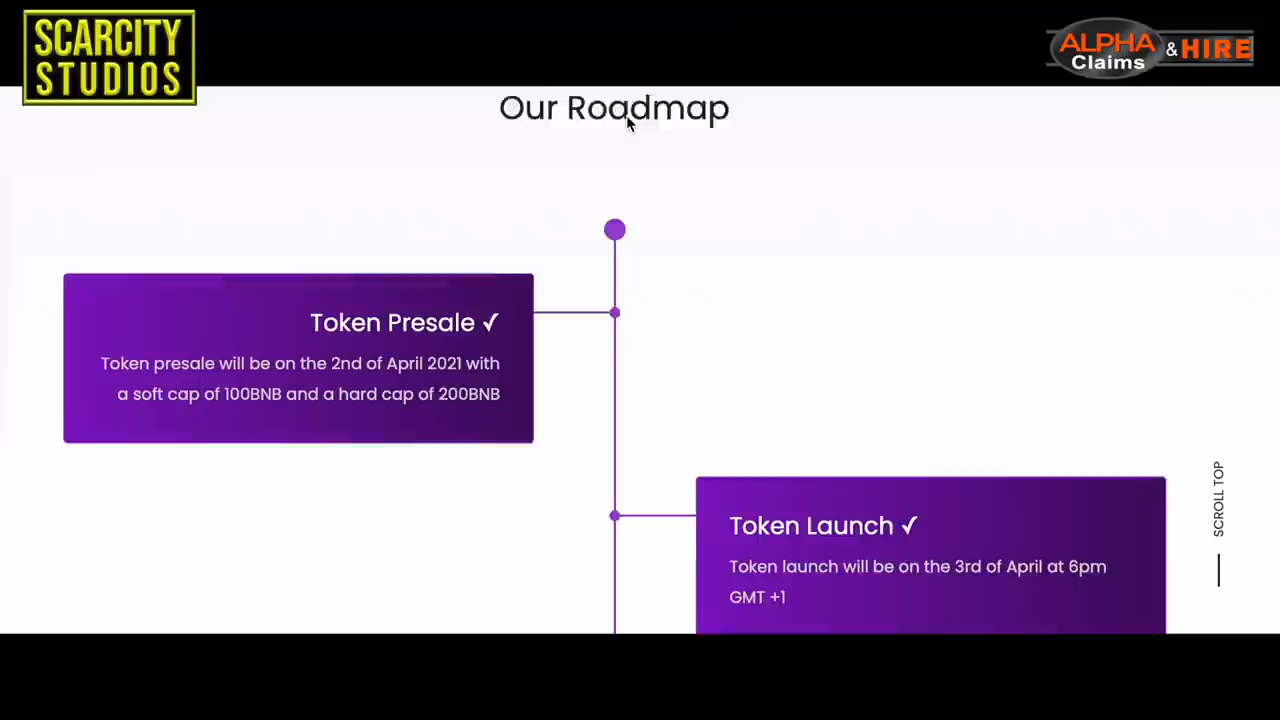 SCARCITY
STUDIOS
ALPHA
Claims
& HIRE
Our Roadmap
Token Presale ✓
Token presale will be on the 2nd of April 2021 with
a soft cap of 100BNB and a hard cap of 200BNB
Token Launch ✓
Token launch will be on the 3rd of April at 6pm
GMT +1
SCROLL TOP